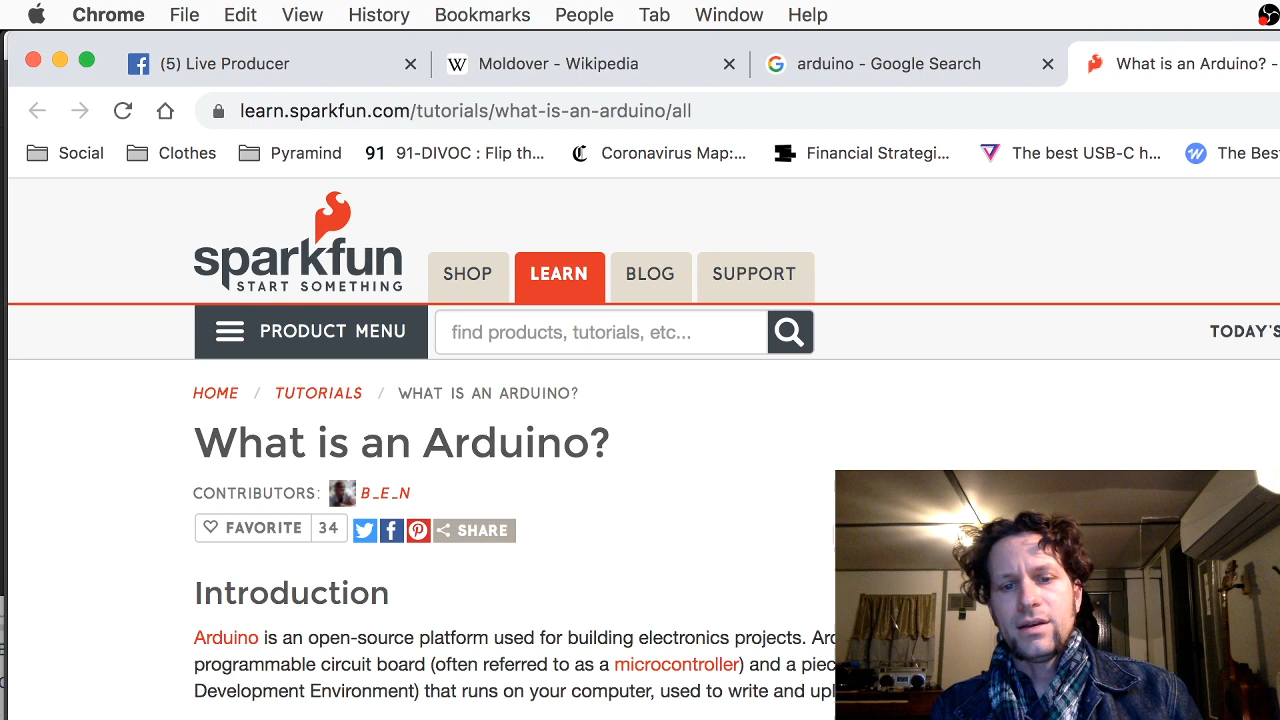 Chrome File Edit View History Bookmarks People Tab Window Help
(5) Live Producer Moldover - Wikipedia arduino - Google Search What is an Arduino? -
learn.sparkfun.com/tutorials/what-is-an-arduino/all
Social Clothes Pyramind 91 91-DIVOC : Flip th... Coronavirus Map:... Financial Strategi... The best USB-C h... The Bes
sparkfun
START SOMETHING
SHOP LEARN BLOG SUPPORT
PRODUCT MENU find products, tutorials, etc... TODAY'S
HOME / TUTORIALS / WHAT IS AN ARDUINO?
What is an Arduino?
CONTRIBUTORS: B_E_N
FAVORITE 34 SHARE
Introduction
Arduino is an open-source platform used for building electronics projects. Ar
programmable circuit board (often referred to as a microcontroller) and a piec
Development Environment) that runs on your computer, used to write and upl